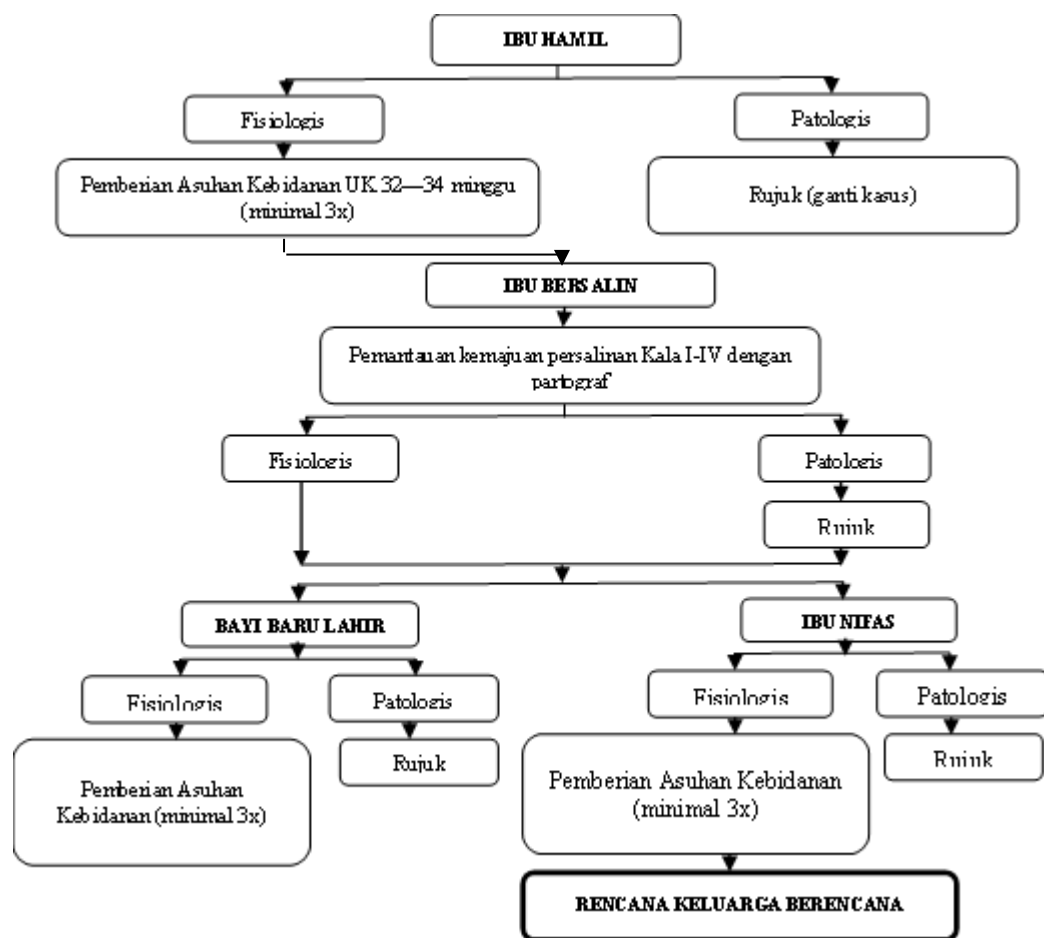 IBU HAMIL
Fisiologis
Patologis
Pemberian Asuhan Kebidanan UK 32—34 minggu
(minimal 3x)
Rujuk (ganti kasus)
IBU BERSALIN
Pemantauan kemajuan persalinan Kala I-IV dengan
partograf
Fisiologis
Patologis
Rujuk
BAYI BARU LAHIR
IBU NIFAS
Fisiologis
Patologis
Fisiologis
Patologis
Rujuk
Rujuk
Pemberian Asuhan
Kebidanan (minimal 3x)
Pemberian Asuhan Kebidanan
(minimal 3x)
RENCANA KELUARGA BERENCANA